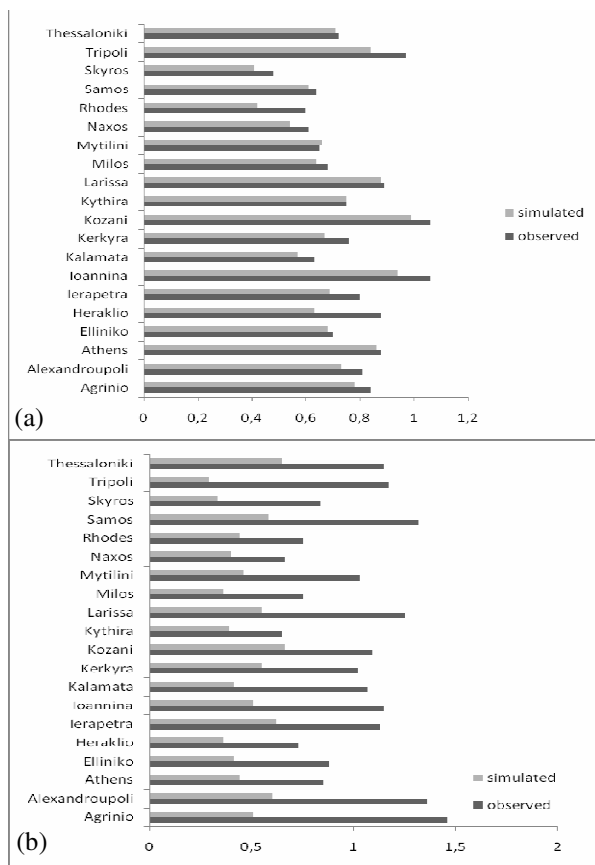 Thessaloniki
Tripoli
Skyros
Samos
Rhodes
Naxos
Mytilini
Milos
Larissa
Kythira
Kozani
Kerkyra
Kalamata
Ioannina
Ierapetra
Heraklio
Elliniko
Athens
Alexandroupoli
Agrinio
simulated
observed
0 0,2 0,4 0,6 0,8 1 1,2
(a)
Thessaloniki
Tripoli
Skyros
Samos
Rhodes
Naxos
Mytilini
Milos
Larissa
Kythira
Kozani
Kerkyra
Kalamata
Ioannina
Ierapetra
Heraklio
Elliniko
Athens
Alexandroupoli
Agrinio
simulated
observed
0 0,5 1 1,5 2
(b)